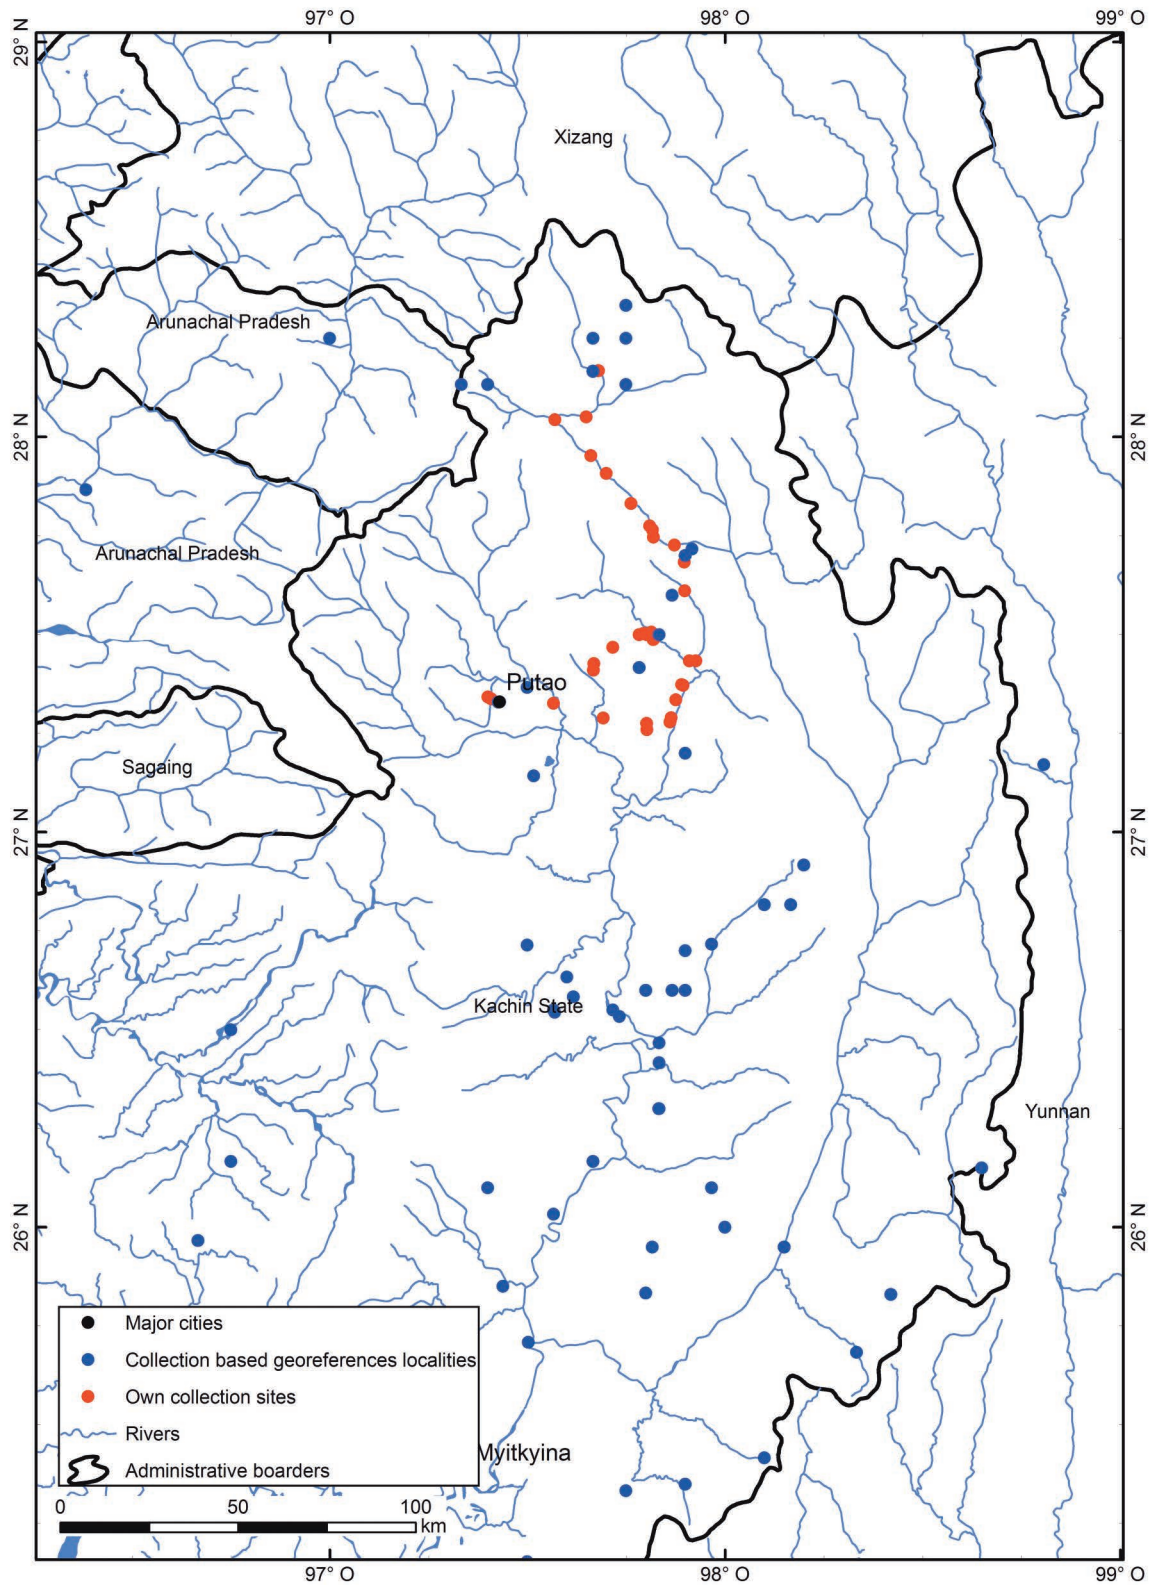 97° O 98° O 99° O
29° N 29° N
Xizang
Arunachal Pradesh
28° N 28° N
Arunachal Pradesh
Putao
Sagaing
27° N 27° N
Kachin State
Yunnan
26° N 26° N
Major cities
Collection based georeferences localities
Own collection sites
Rivers
Myitkyina
Administrative boarders
0 50 100
km
97° O 98° O 99° O